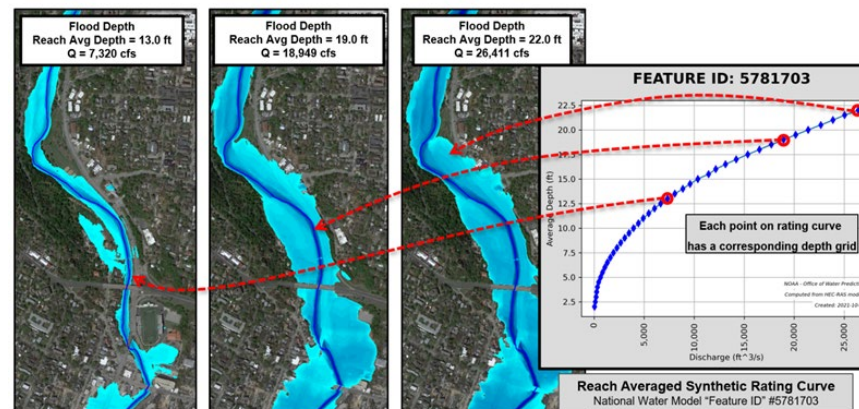 Flood Depth
Reach Avg Depth = 13.0 ft
Q = 7,320 cfs
Flood Depth
Reach Avg Depth = 19.0 ft
Q = 18,949 cfs
Flood Depth
Reach Avg Depth = 22.0 ft
Q = 26,411 cfs
FEATURE ID: 5781703
Average Depth (ft)
22.5
20.0
17.5
15.0
12.5
10.0
7.5
5.0
2.5
Each point on rating curve
has a corresponding depth grid
NOAA - Office of Water Predict
Computed from HEC-RAS mod
Created: 2021-10
0
5,000
10,000
15,000
20,000
25,000
Discharge (ft^3/s)
Reach Averaged Synthetic Rating Curve
National Water Model "Feature ID" #5781703